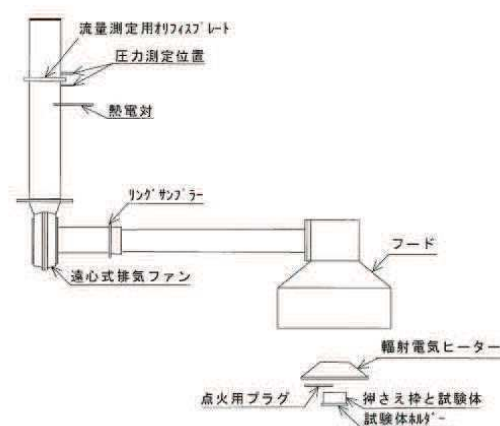 流量測定用ｵﾘﾌｨｽﾌﾟﾚｰﾄ
圧力測定位置
熱電対
ﾘﾝｸﾞｻﾝﾌﾟﾗｰ
フード
遠心式排気ファン
輻射電気ヒーター
点火用プラグ
押さえ枠と試験体
試験体ﾎﾙﾀﾞｰ